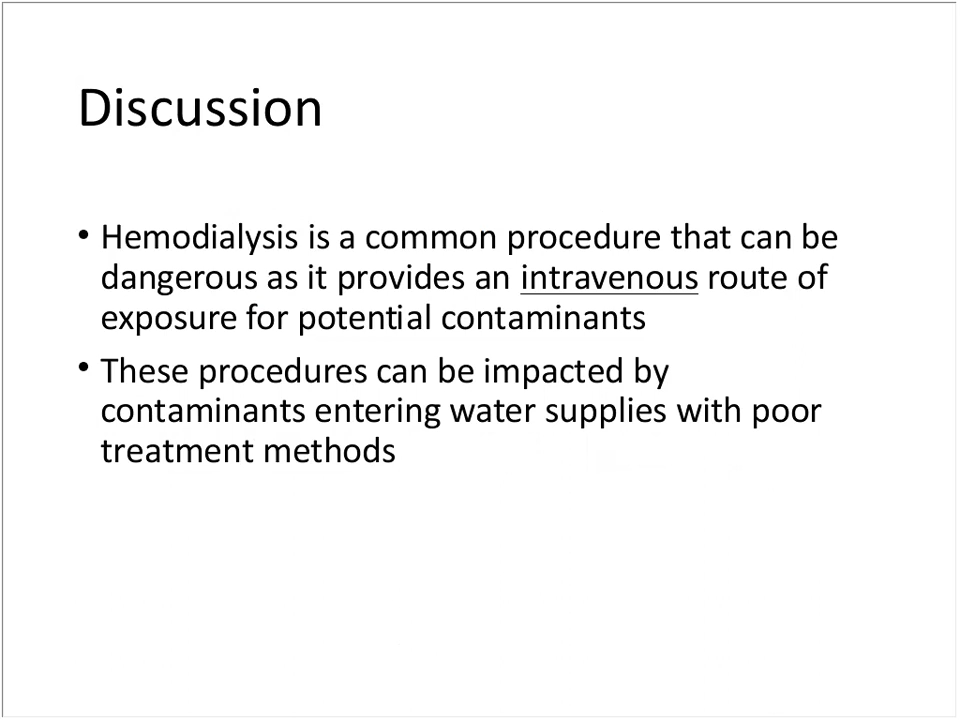 Discussion
• Hemodialysis is a common procedure that can be
dangerous as it provides an intravenous route of
exposure for potential contaminants
• These procedures can be impacted by
contaminants entering water supplies with poor
treatment methods